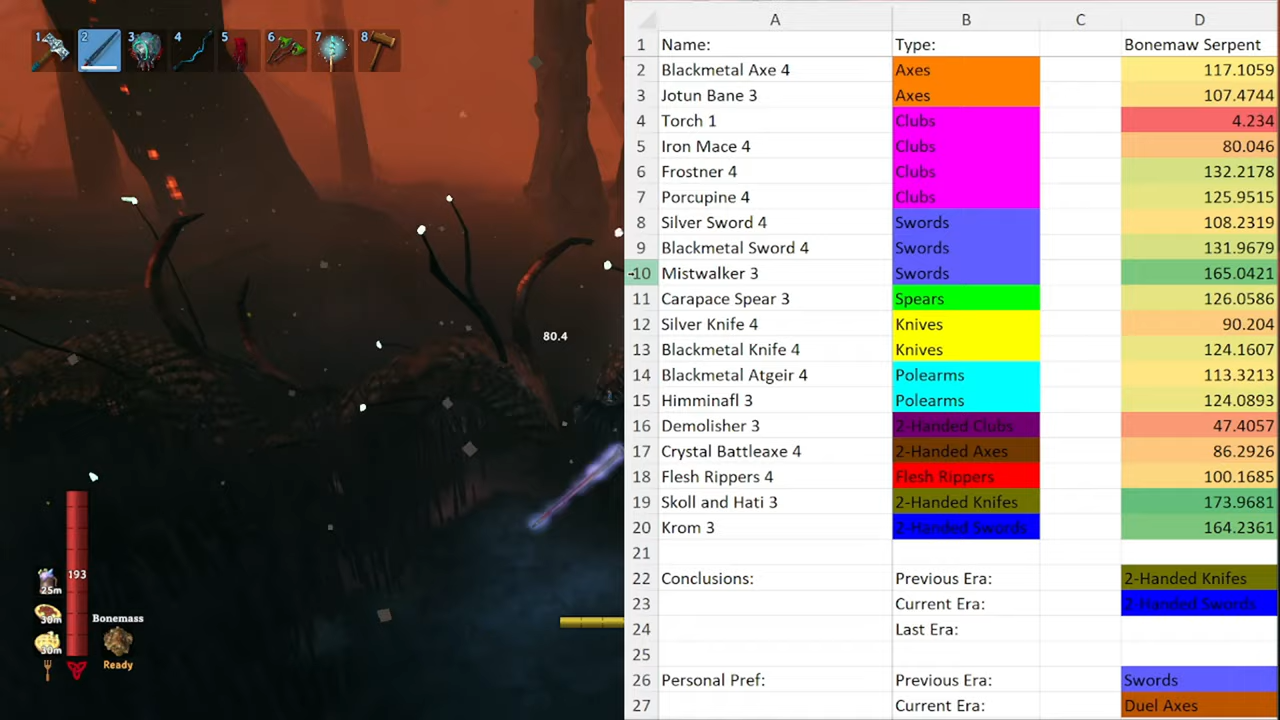 1 2 3 4 5 6 7 8
80.4
193
25m
30m
30m
Bonemass
Ready
A B C D
1 Name: Type: Bonemaw Serpent
2 Blackmetal Axe 4 Axes 117.1059
3 Jotun Bane 3 Axes 107.4744
4 Torch 1 Clubs 4.234
5 Iron Mace 4 Clubs 80.046
6 Frostner 4 Clubs 132.2178
7 Porcupine 4 Clubs 125.9515
8 Silver Sword 4 Swords 108.2319
9 Blackmetal Sword 4 Swords 131.9679
10 Mistwalker 3 Swords 165.0421
11 Carapace Spear 3 Spears 126.0586
12 Silver Knife 4 Knives 90.204
13 Blackmetal Knife 4 Knives 124.1607
14 Blackmetal Atgeir 4 Polearms 113.3213
15 Himminafl 3 Polearms 124.0893
16 Demolisher 3 2-Handed Clubs 47.4057
17 Crystal Battleaxe 4 2-Handed Axes 86.2926
18 Flesh Rippers 4 Flesh Rippers 100.1685
19 Skoll and Hati 3 2-Handed Knifes 173.9681
20 Krom 3 2-Handed Swords 164.2361
21
22 Conclusions: Previous Era: 2-Handed Knifes
23 Current Era: 2-Handed Swords
24 Last Era:
25
26 Personal Pref: Previous Era: Swords
27 Current Era: Duel Axes